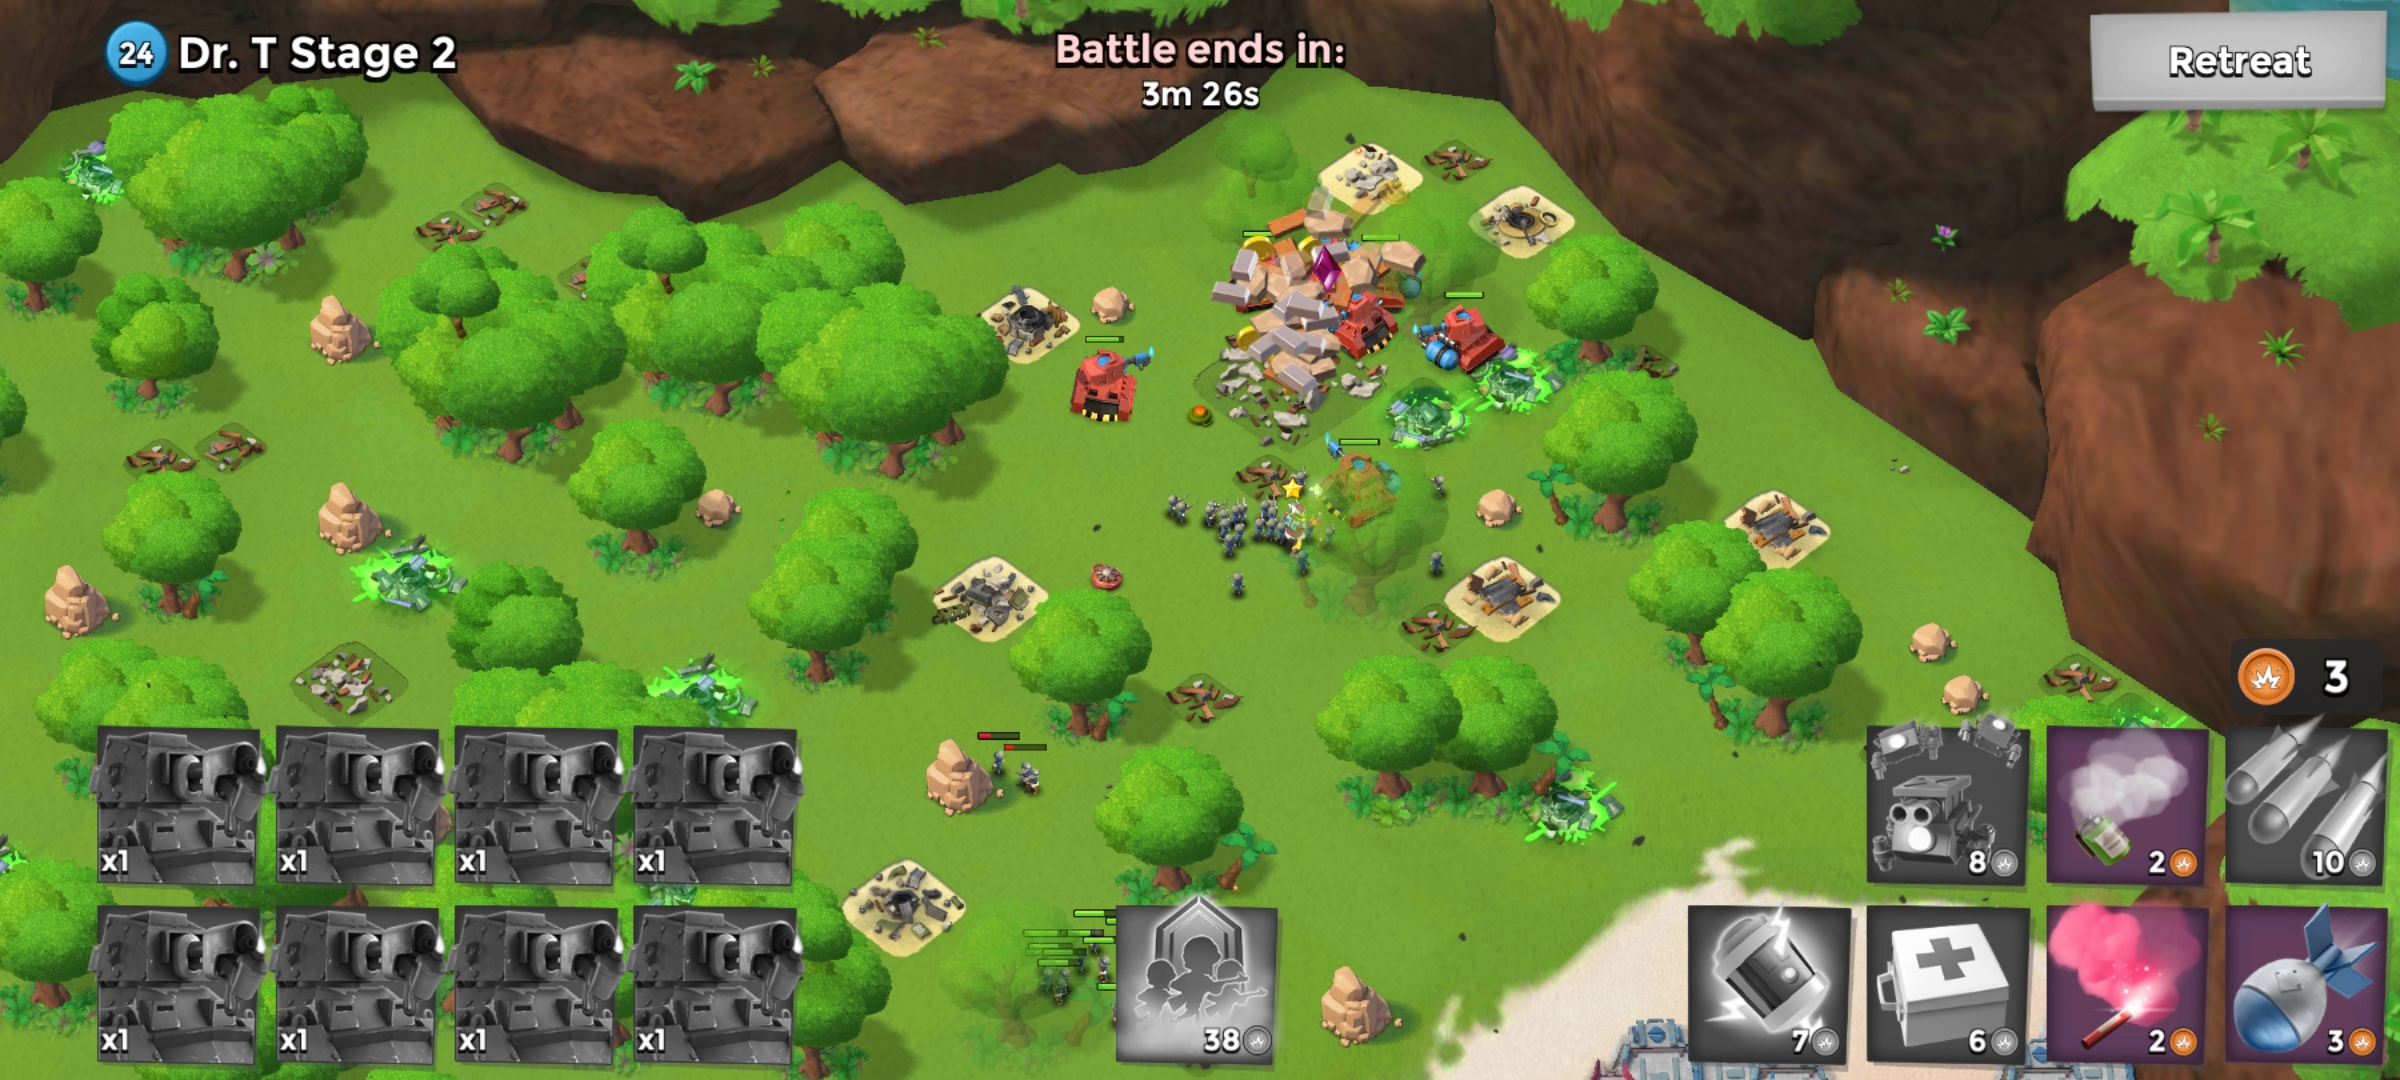 24 Dr. T Stage 2
Battle ends in:
3m 26s
Retreat
3
x1 x1 x1 x1
8 2 10
x1 x1 x1 x1
38 7 6 2 3